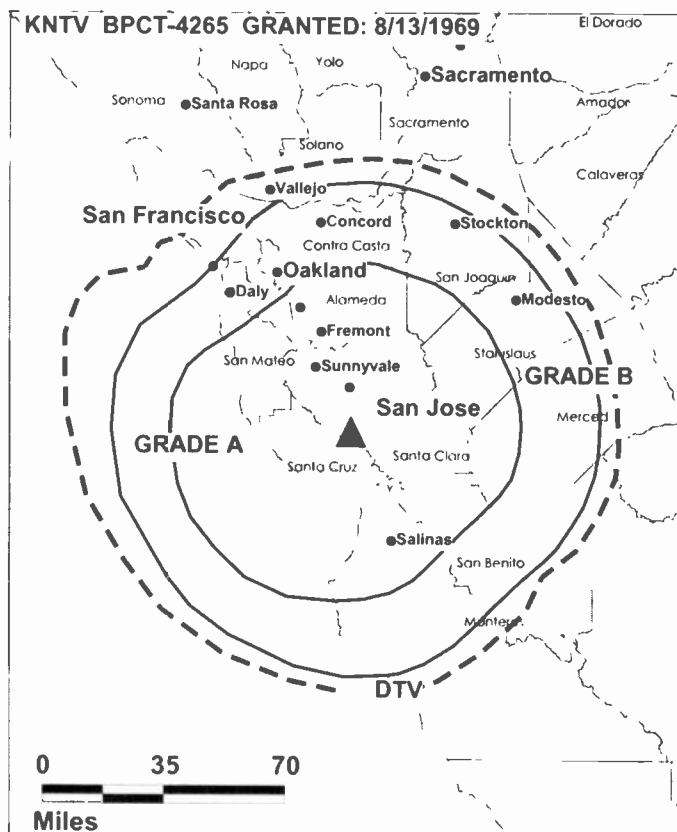 KNTV BPCT-4265 GRANTED: 8/13/1969
El Dorado
Napa
Yolo
Sacramento
Sonoma
Santa Rosa
Amador
Sacramento
Solano
Calaveras
Vallejo
San Francisco
Concord
Stockton
Contra Casta
Oakland
San Joaquin
Daly
Alameda
Modesto
Fremont
San Mateo
Sunnyvale
Stanislaus
GRADE B
San Jose
Merced
GRADE A
Santa Clara
Santa Cruz
Salinas
San Benito
DTV
0 35 70
Miles